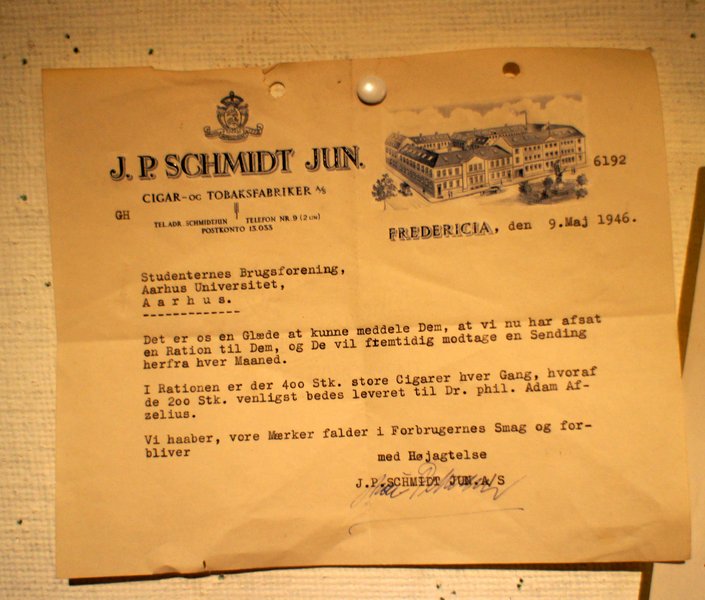 J. P. SCHMIDT JUN.
CIGAR- OG TOBAKSFABRIKER A/S
GH
TEL.ADR. SCHMIDTJUN TELEFON NR. 9 (2 LIN)
POSTKONTO 13.033
6192
FREDERICIA, den 9.Maj 1946.
Studenternes Brugsforening,
Aarhus Universitet,
A a r h u s.
-------------
Det er os en Glæde at kunne meddele Dem, at vi nu har afsat
en Ration til Dem, og De vil fremtidig modtage en Sending
herfra hver Maaned.
I Rationen er der 400 Stk. store Cigarer hver Gang, hvoraf
de 200 Stk. venligst bedes leveret til Dr. phil. Adam Af-
zelius.
Vi haaber, vore Mærker falder i Forbrugernes Smag og for-
bliver
med Højagtelse
J.P.SCHMIDT JUN.A/S